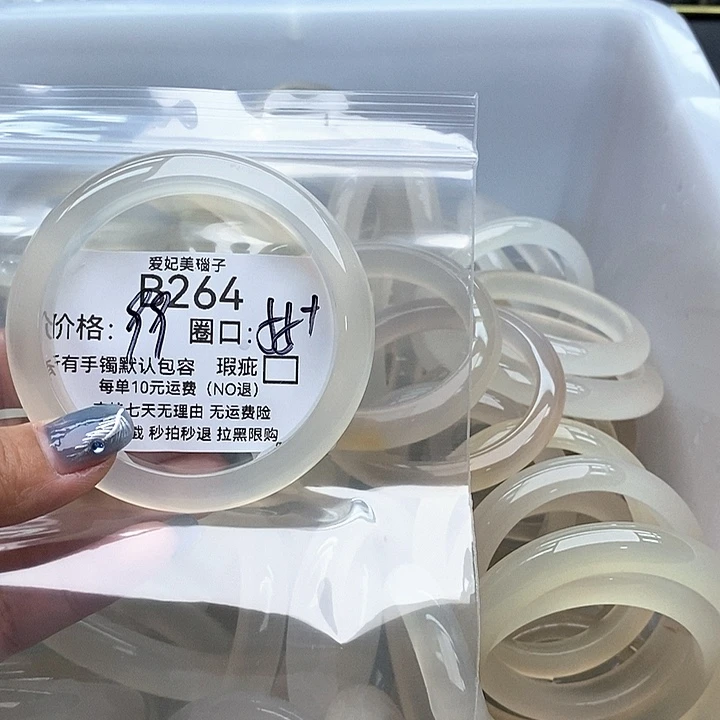 爱妃美瑙子
B264
价格: 99 圈口:
所有手镯默认包容 瑕疵
每单10元运费（NO退）
七天无理由 无运费险
秒拍秒退 拉黑限购